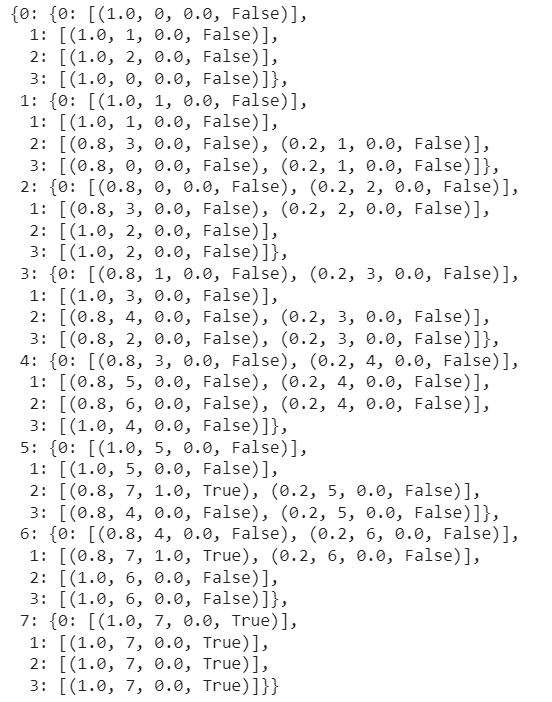 {0: {0: [(1.0, 0, 0.0, False)],
1: [(1.0, 1, 0.0, False)],
2: [(1.0, 2, 0.0, False)],
3: [(1.0, 0, 0.0, False)]},
1: {0: [(1.0, 1, 0.0, False)],
1: [(1.0, 1, 0.0, False)],
2: [(0.8, 3, 0.0, False), (0.2, 1, 0.0, False)],
3: [(0.8, 0, 0.0, False), (0.2, 1, 0.0, False)]},
2: {0: [(0.8, 0, 0.0, False), (0.2, 2, 0.0, False)],
1: [(0.8, 3, 0.0, False), (0.2, 2, 0.0, False)],
2: [(1.0, 2, 0.0, False)],
3: [(1.0, 2, 0.0, False)]},
3: {0: [(0.8, 1, 0.0, False), (0.2, 3, 0.0, False)],
1: [(1.0, 3, 0.0, False)],
2: [(0.8, 4, 0.0, False), (0.2, 3, 0.0, False)],
3: [(0.8, 2, 0.0, False), (0.2, 3, 0.0, False)]},
4: {0: [(0.8, 3, 0.0, False), (0.2, 4, 0.0, False)],
1: [(0.8, 5, 0.0, False), (0.2, 4, 0.0, False)],
2: [(0.8, 6, 0.0, False), (0.2, 4, 0.0, False)],
3: [(1.0, 4, 0.0, False)]},
5: {0: [(1.0, 5, 0.0, False)],
1: [(1.0, 5, 0.0, False)],
2: [(0.8, 7, 1.0, True), (0.2, 5, 0.0, False)],
3: [(0.8, 4, 0.0, False), (0.2, 5, 0.0, False)]},
6: {0: [(0.8, 4, 0.0, False), (0.2, 6, 0.0, False)],
1: [(0.8, 7, 1.0, True), (0.2, 6, 0.0, False)],
2: [(1.0, 6, 0.0, False)],
3: [(1.0, 6, 0.0, False)]},
7: {0: [(1.0, 7, 0.0, True)],
1: [(1.0, 7, 0.0, True)],
2: [(1.0, 7, 0.0, True)],
3: [(1.0, 7, 0.0, True)]}}